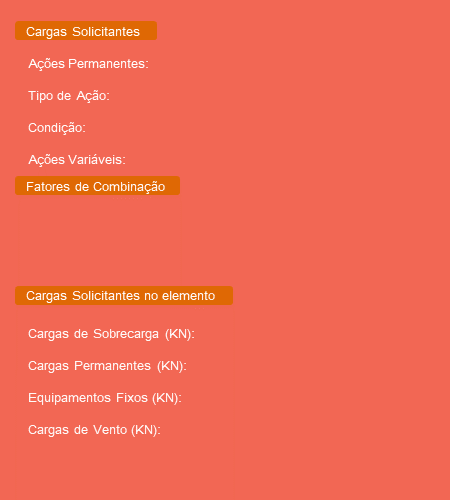 Cargas Solicitantes
Ações Permanentes:
Tipo de Ação:
Condição:
Ações Variáveis:
Fatores de Combinação
Cargas Solicitantes no elemento
Cargas de Sobrecarga (KN):
Cargas Permanentes (KN):
Equipamentos Fixos (KN):
Cargas de Vento (KN):